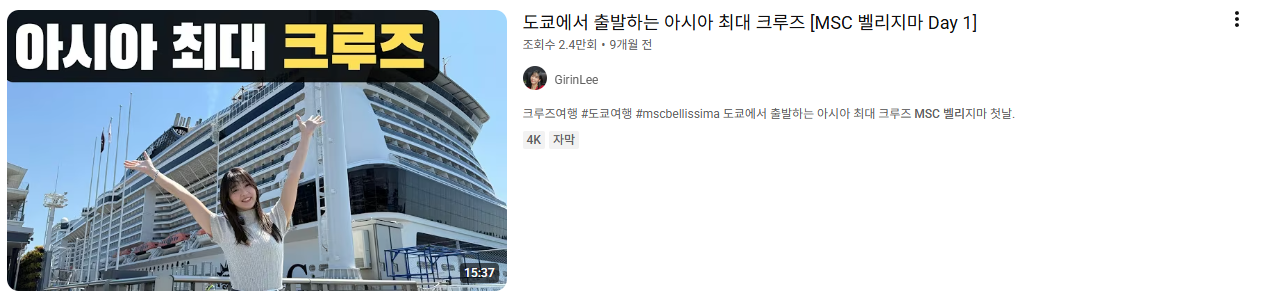 아시아 최대 크루즈
15:37
도쿄에서 출발하는 아시아 최대 크루즈 [MSC 벨리지마 Day 1]
조회수 2.4만회 • 9개월 전
GirinLee
크루즈여행 #도쿄여행 #mscbellissima 도쿄에서 출발하는 아시아 최대 크루즈 MSC 벨리지마 첫날.
4K 자막